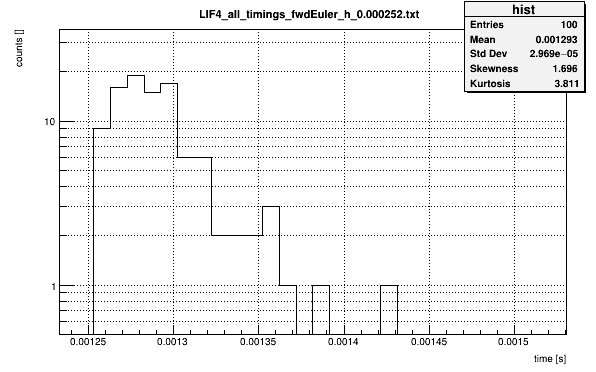 LIF4_all_timings_fwdEuler_h_0.000252.txt
hist
Entries 100
Mean 0.001293
Std Dev 2.969e−05
Skewness 1.696
Kurtosis 3.811
counts []
10
1
0.00125 0.0013 0.00135 0.0014 0.00145 0.0015
time [s]